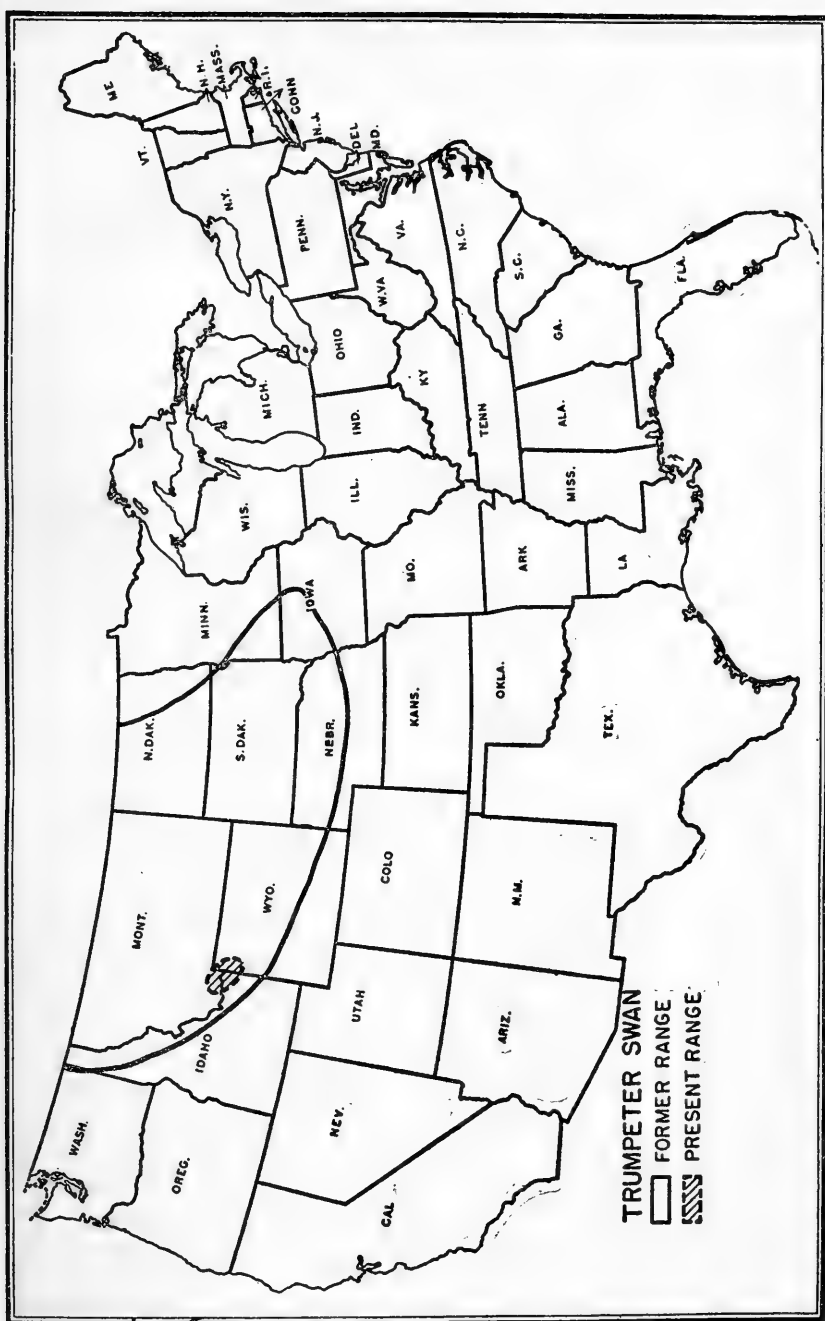 WASH.
OREG.
CAL
NEV.
IDAHO
MONT.
WYO.
UTAH
COLO
ARIZ.
N.M.
N.DAK.
S.DAK.
NEBR.
KANS.
OKLA.
TEX.
MINN.
IOWA
MO.
ARK
LA
WIS.
ILL.
MICH.
IND.
OHIO
KY
TENN
MISS.
ALA.
GA.
FLA.
S.C.
N.C.
VA.
W.VA
PENN.
N.Y.
VT.
ME
N.H.
MASS.
R.I.
CONN
N.J.
DEL
MD.
TRUMPETER SWAN
FORMER RANGE
PRESENT RANGE